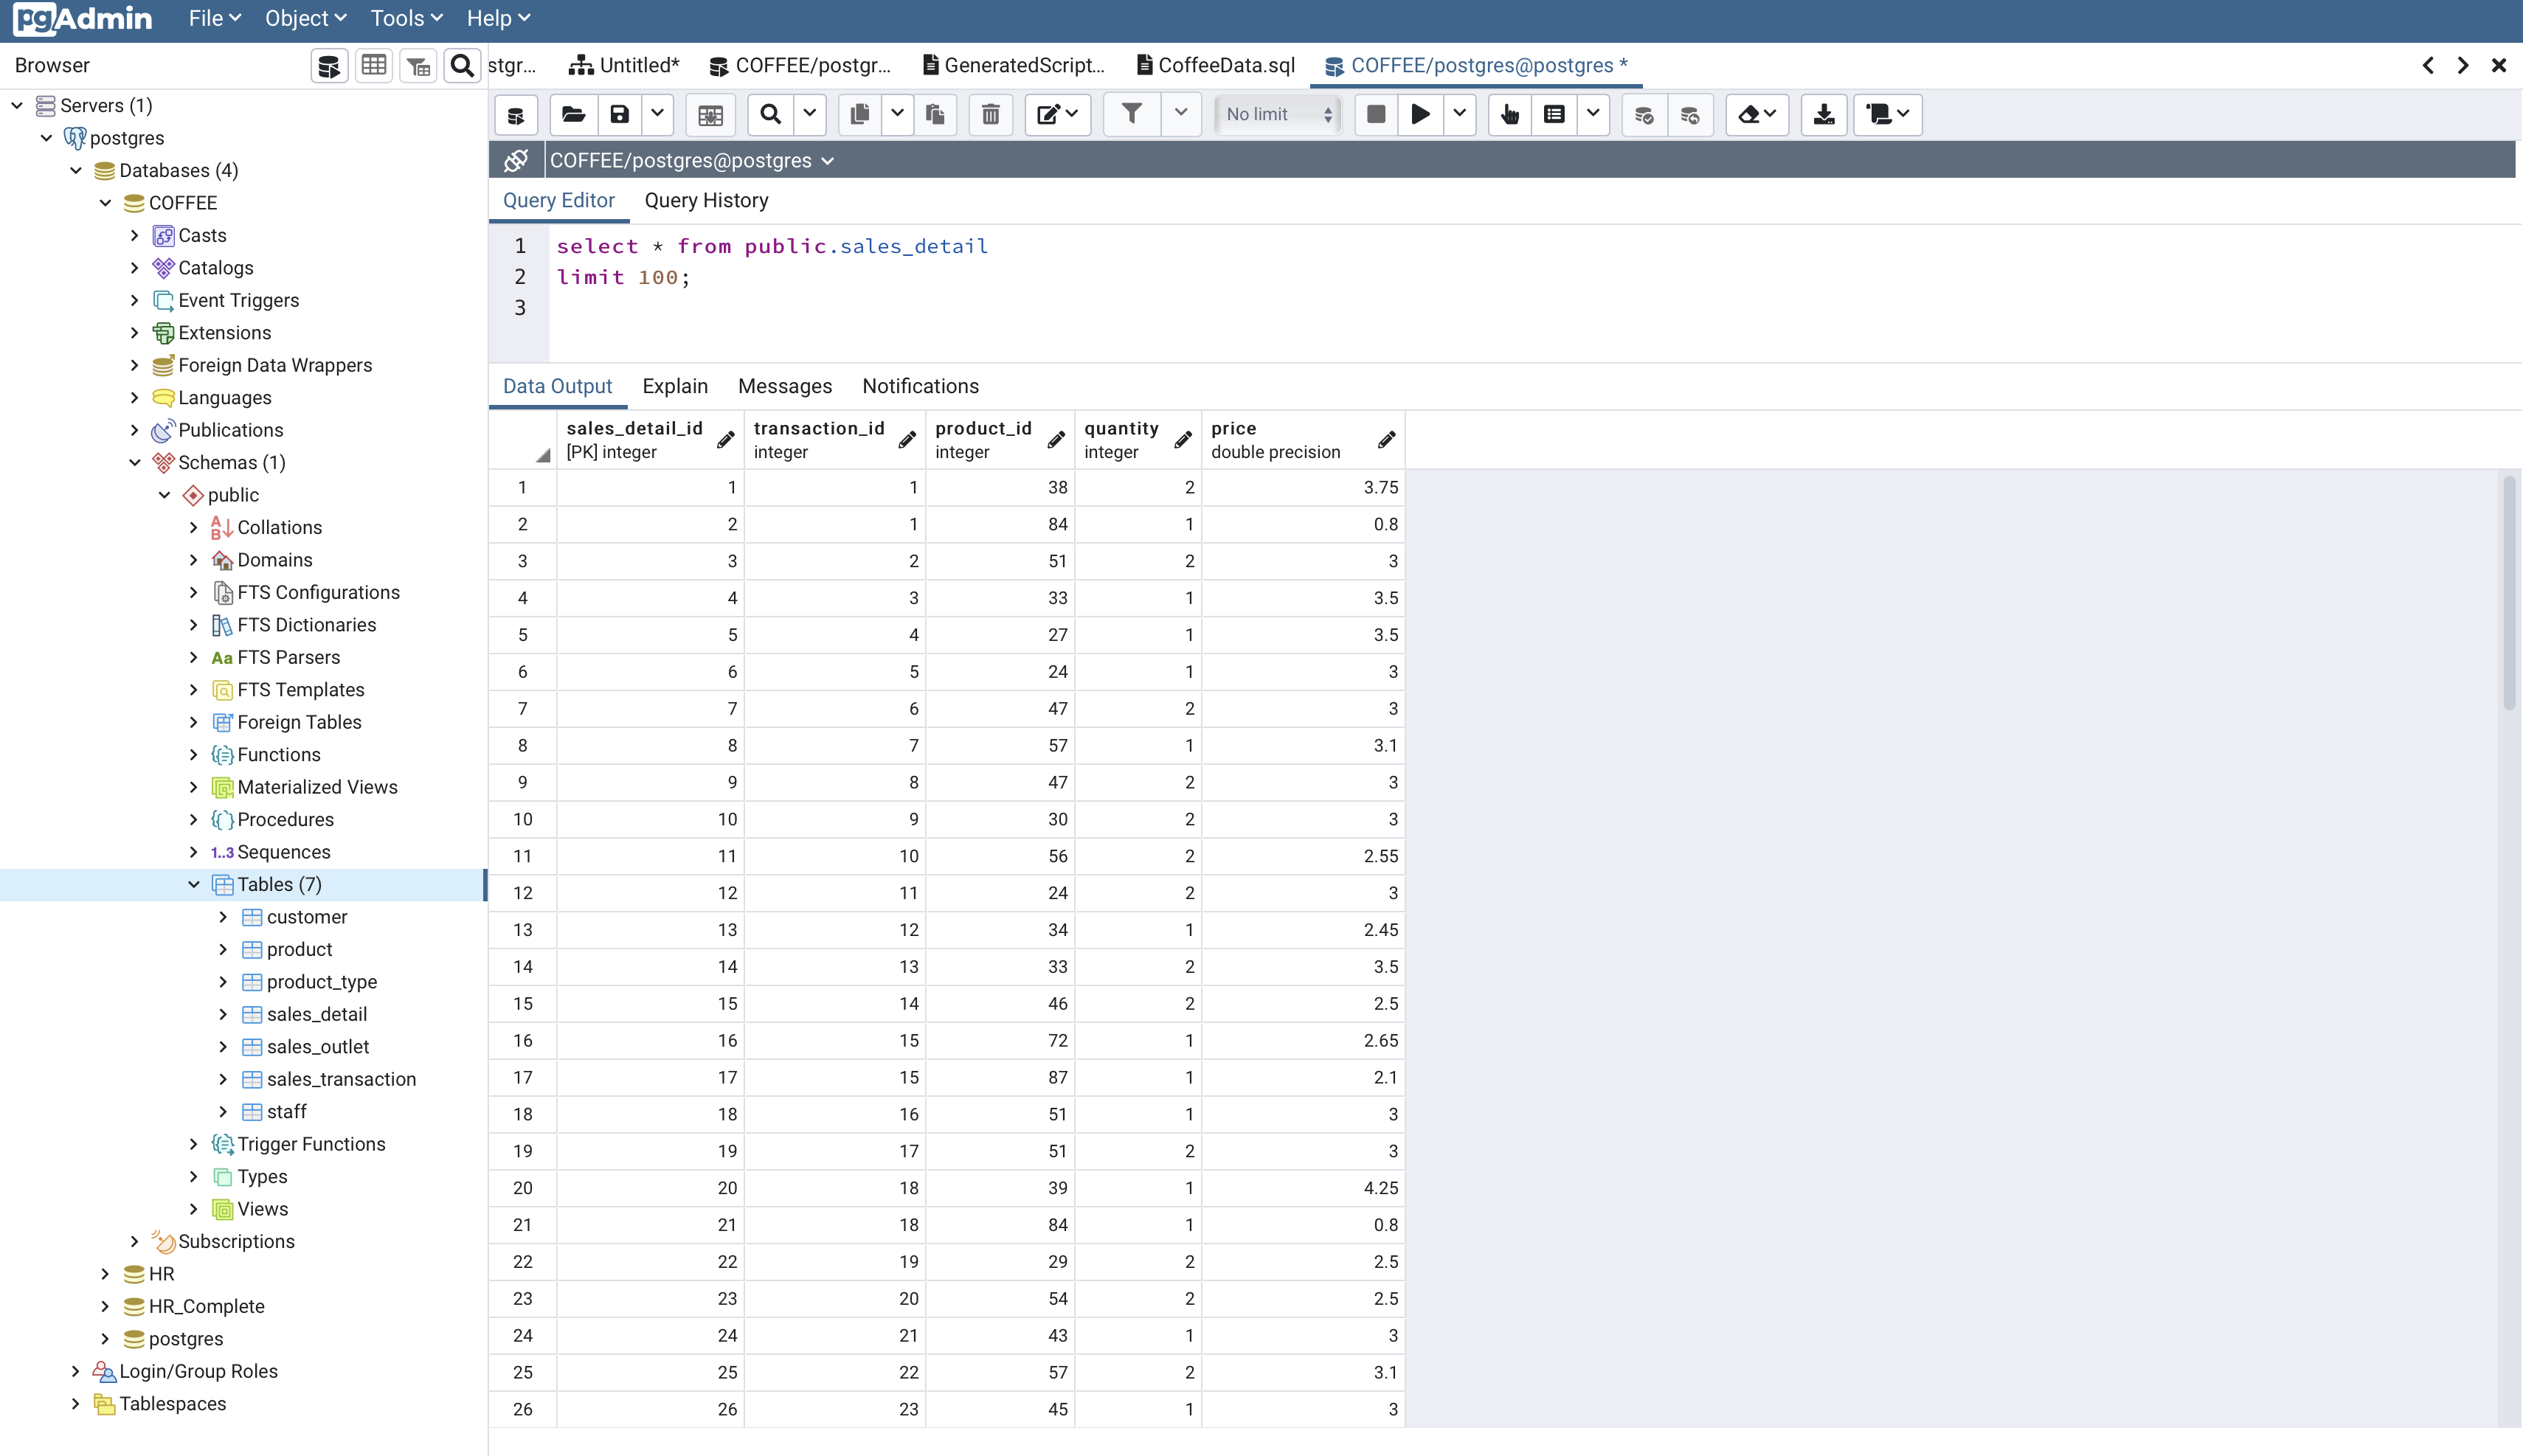 pgAdmin File Object Tools Help
Browser
stgr... Untitled* COFFEE/postgr... GeneratedScript... CoffeeData.sql COFFEE/postgres@postgres *
Servers (1)
postgres
Databases (4)
COFFEE
Casts
Catalogs
Event Triggers
Extensions
Foreign Data Wrappers
Languages
Publications
Schemas (1)
public
Collations
Domains
FTS Configurations
FTS Dictionaries
Aa FTS Parsers
FTS Templates
Foreign Tables
Functions
Materialized Views
Procedures
1..3 Sequences
Tables (7)
customer
product
product_type
sales_detail
sales_outlet
sales_transaction
staff
Trigger Functions
Types
Views
Subscriptions
HR
HR_Complete
postgres
Login/Group Roles
Tablespaces
No limit
COFFEE/postgres@postgres
Query Editor Query History
1 select * from public.sales_detail
2 limit 100;
3
Data Output Explain Messages Notifications
sales_detail_id transaction_id product_id quantity price
[PK] integer integer integer integer double precision
1 1 1 38 2 3.75
2 2 1 84 1 0.8
3 3 2 51 2 3
4 4 3 33 1 3.5
5 5 4 27 1 3.5
6 6 5 24 1 3
7 7 6 47 2 3
8 8 7 57 1 3.1
9 9 8 47 2 3
10 10 9 30 2 3
11 11 10 56 2 2.55
12 12 11 24 2 3
13 13 12 34 1 2.45
14 14 13 33 2 3.5
15 15 14 46 2 2.5
16 16 15 72 1 2.65
17 17 15 87 1 2.1
18 18 16 51 1 3
19 19 17 51 2 3
20 20 18 39 1 4.25
21 21 18 84 1 0.8
22 22 19 29 2 2.5
23 23 20 54 2 2.5
24 24 21 43 1 3
25 25 22 57 2 3.1
26 26 23 45 1 3